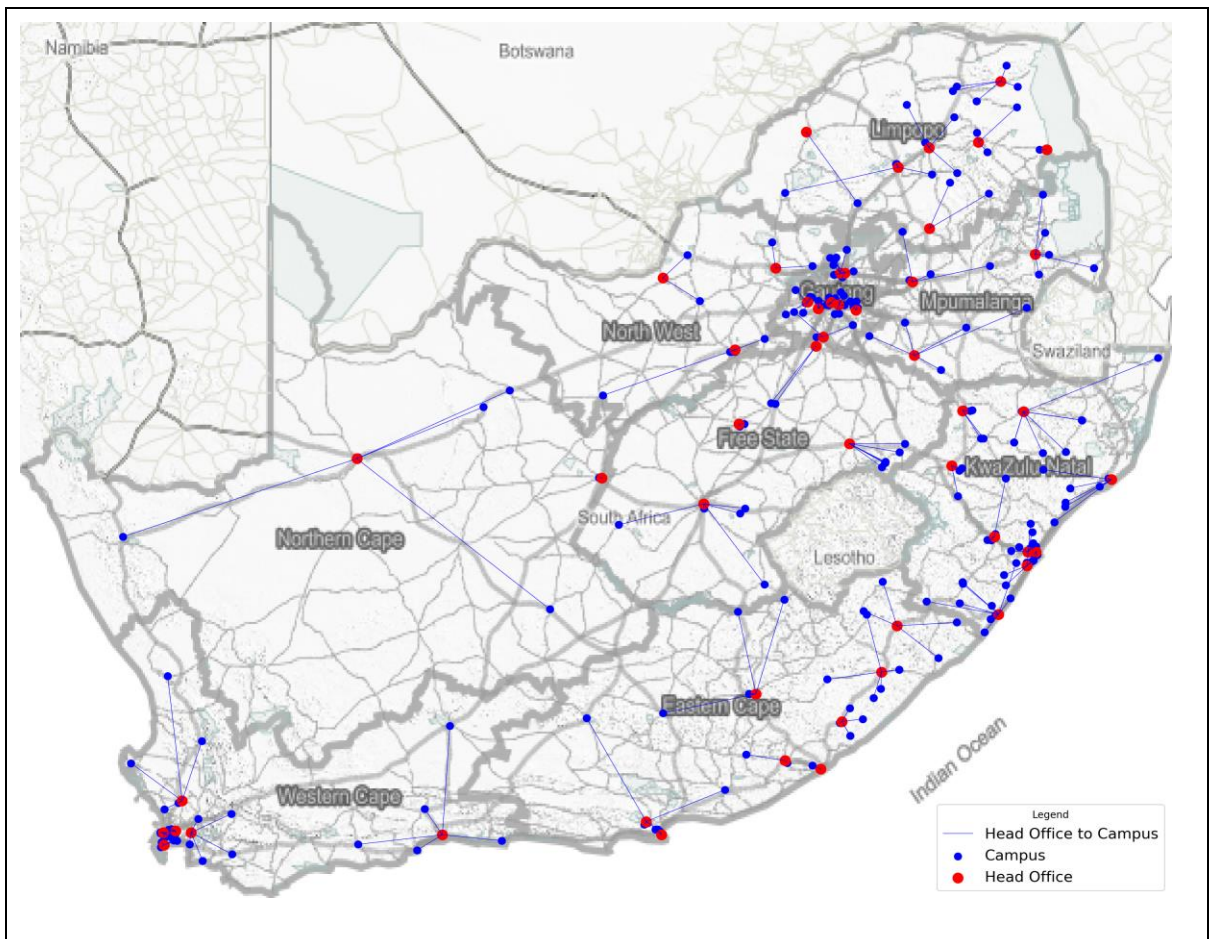 Namibia
Botswana
Limpopo
Gauteng
Mpumalanga
North West
Swaziland
Free State
KwaZulu Natal
South Africa
Northern Cape
Lesotho
Eastern Cape
Indian Ocean
Western Cape
Legend
Head Office to Campus
Campus
Head Office